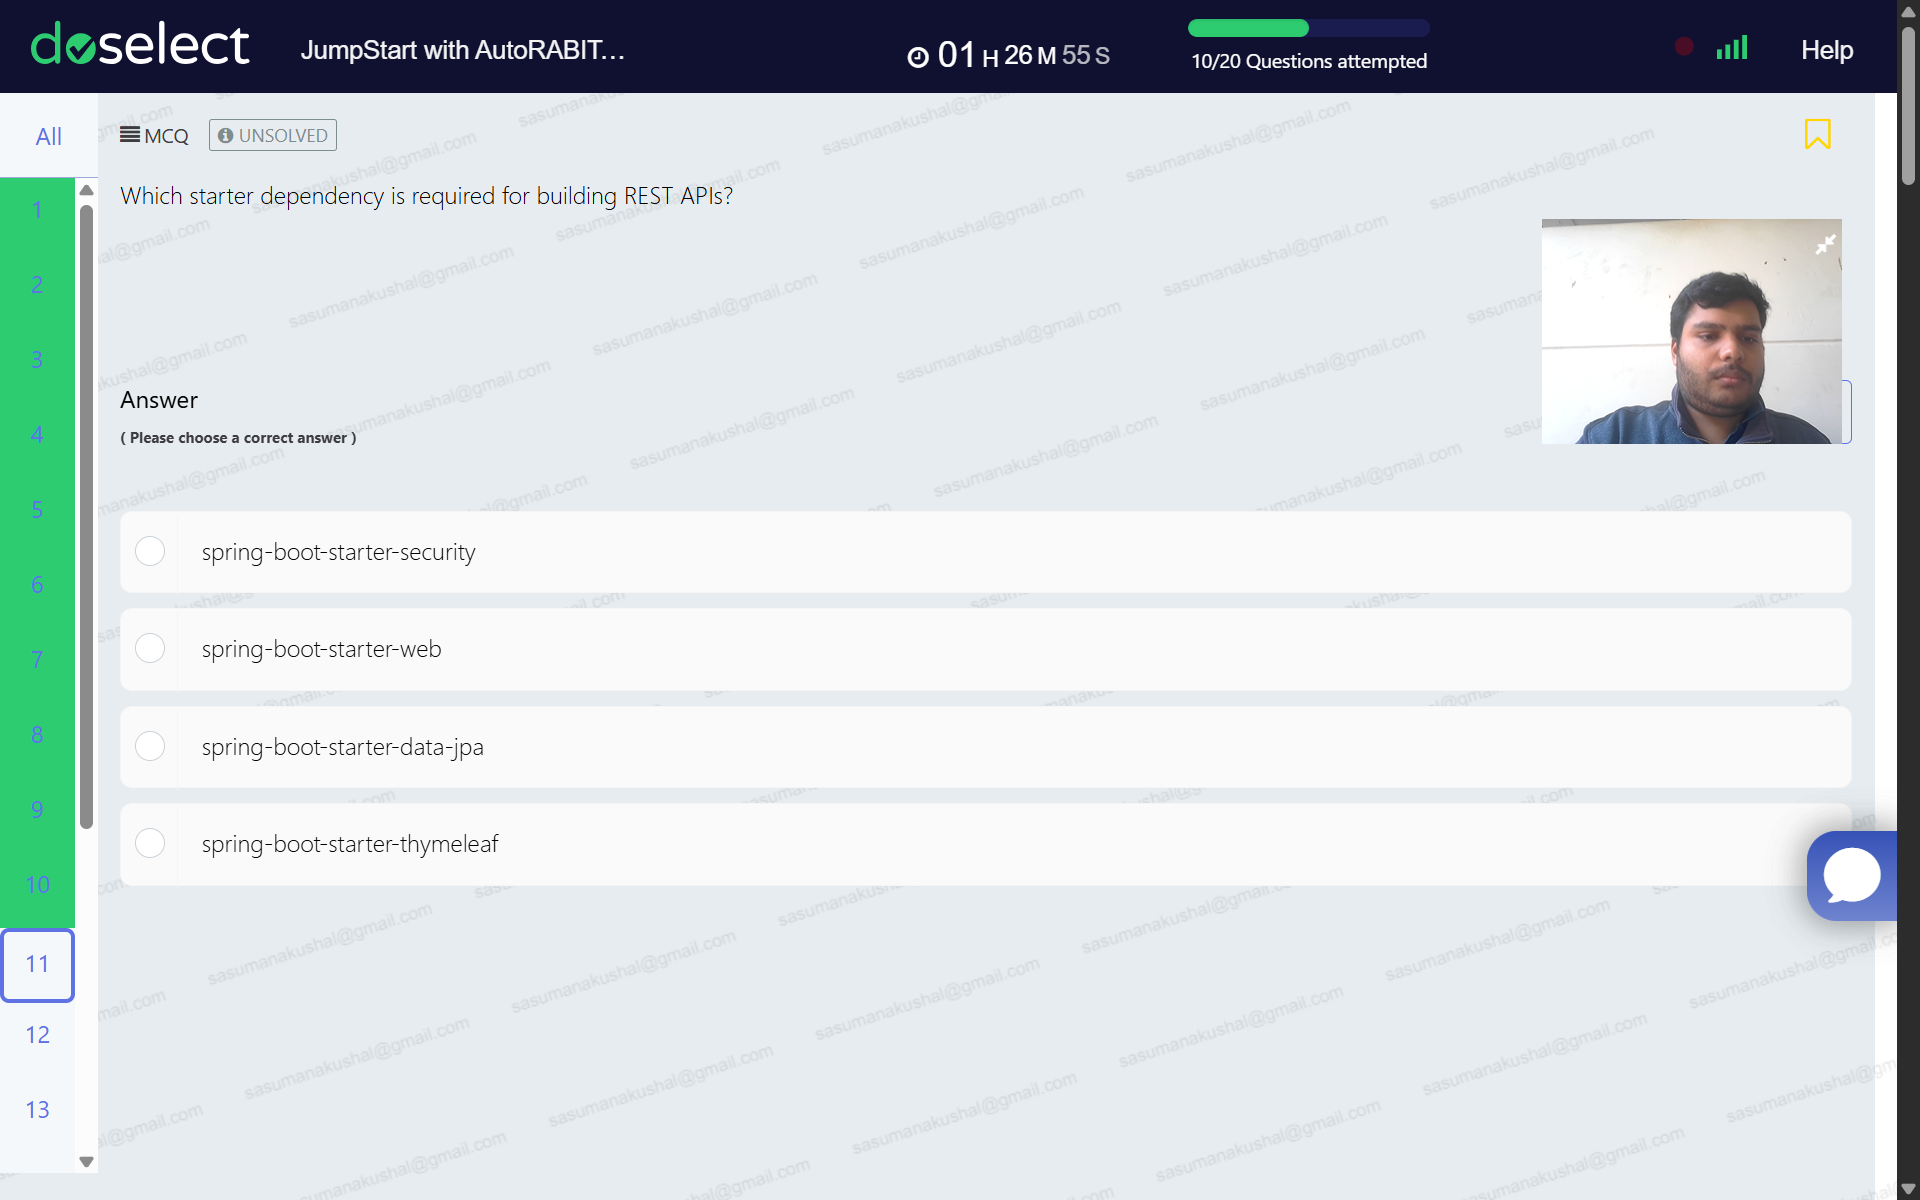 doselect
JumpStart with AutoRABIT...
01 H 26 M 55 S
10/20 Questions attempted
Help
All
MCQ
UNSOLVED
Which starter dependency is required for building REST APIs?
Answer
( Please choose a correct answer )
spring-boot-starter-security
spring-boot-starter-web
spring-boot-starter-data-jpa
spring-boot-starter-thymeleaf
1
2
3
4
5
6
7
8
9
10
11
12
13
sasumanakushal@gmail.com